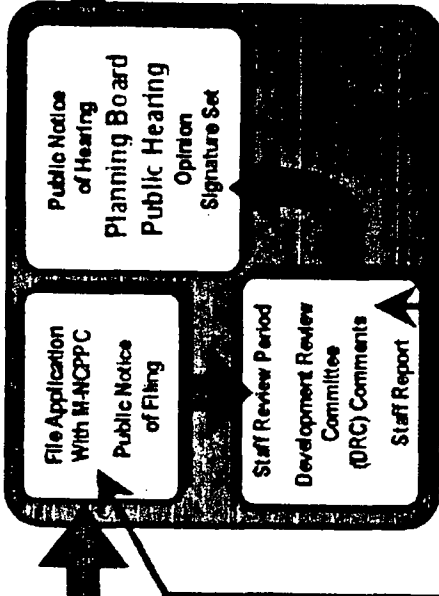 File Application
With M-NCPPC
Public Notice
of Filing
Staff Review Period
Development Review
Committee
(DRC) Comments
Staff Report
Public Notice
of Hearing
Planning Board
Public Hearing
Opinion
Signature Set